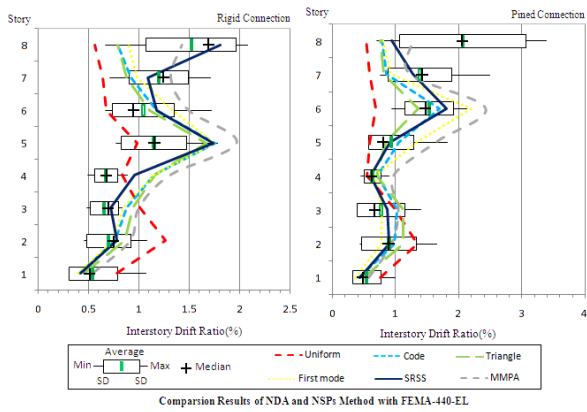 Story
Rigid Connection
8
7
6
5
4
3
2
1
0
0.5
1
1.5
2
2.5
Interstory Drift Ratio(%)
Story
Pined Connection
8
7
6
5
4
3
2
1
0
1
2
3
4
Interstory Drift Ratio(%)
Average
Min
Max
SD
SD
Median
Uniform
Code
Triangle
First mode
SRSS
MMPA
Comparsion Results of NDA and NSPs Method with FEMA-440-EL